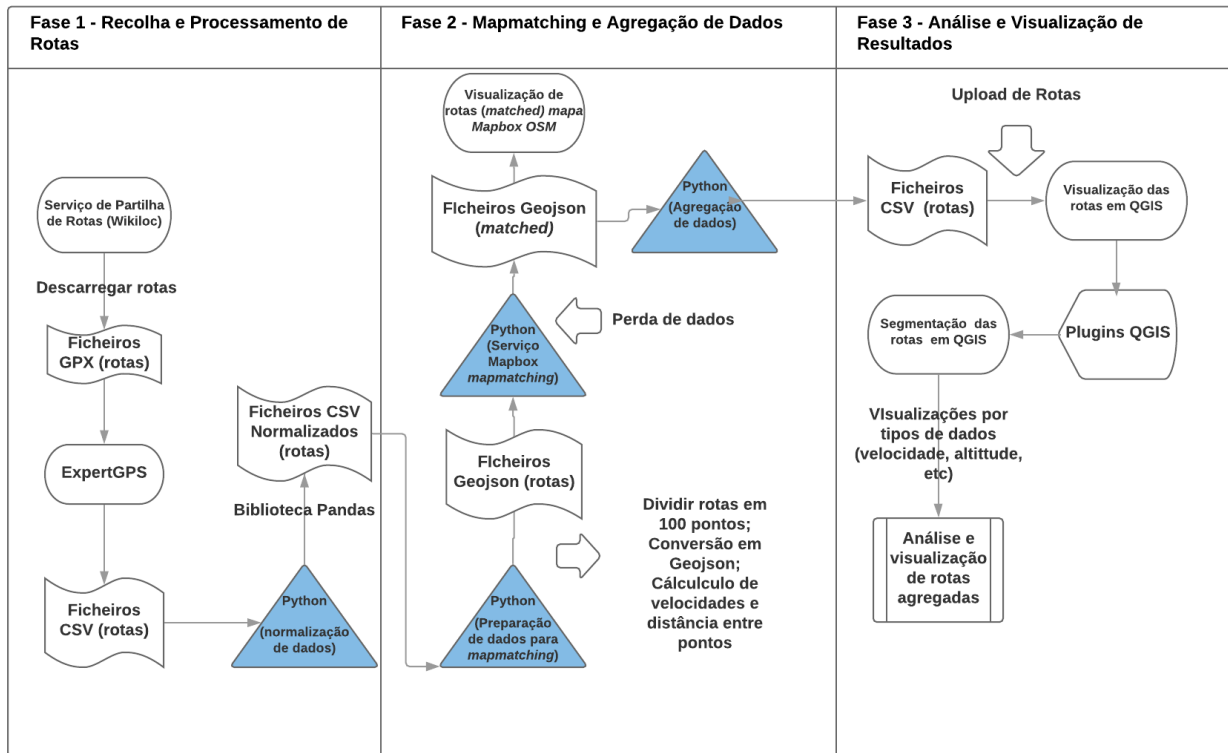 Fase 1 - Recolha e Processamento de
Rotas
Serviço de Partilha
de Rotas (Wikiloc)
Descarregar rotas
Ficheiros
GPX (rotas)
ExpertGPS
Ficheiros
CSV (rotas)
Python
(normalização
de dados)
Biblioteca Pandas
Ficheiros CSV
Normalizados
(rotas)
Fase 2 - Mapmatching e Agregação de Dados
Visualização de
rotas (matched) mapa
Mapbox OSM
FIcheiros Geojson
(matched)
Python
(Agregação
de dados)
Python
(Serviço
Mapbox
mapmatching)
Perda de dados
FIcheiros
Geojson (rotas)
Python
(Preparação
de dados para
mapmatching)
Dividir rotas em
100 pontos;
Conversão em
Geojson;
Cálculculo de
velocidades e
distância entre
pontos
Fase 3 - Análise e Visualização de
Resultados
Upload de Rotas
Ficheiros
CSV (rotas)
Visualização das
rotas em QGIS
Plugins QGIS
Segmentação das
rotas em QGIS
VIsualizações por
tipos de dados
(velocidade, altittude,
etc)
Análise e
visualização
de rotas
agregadas